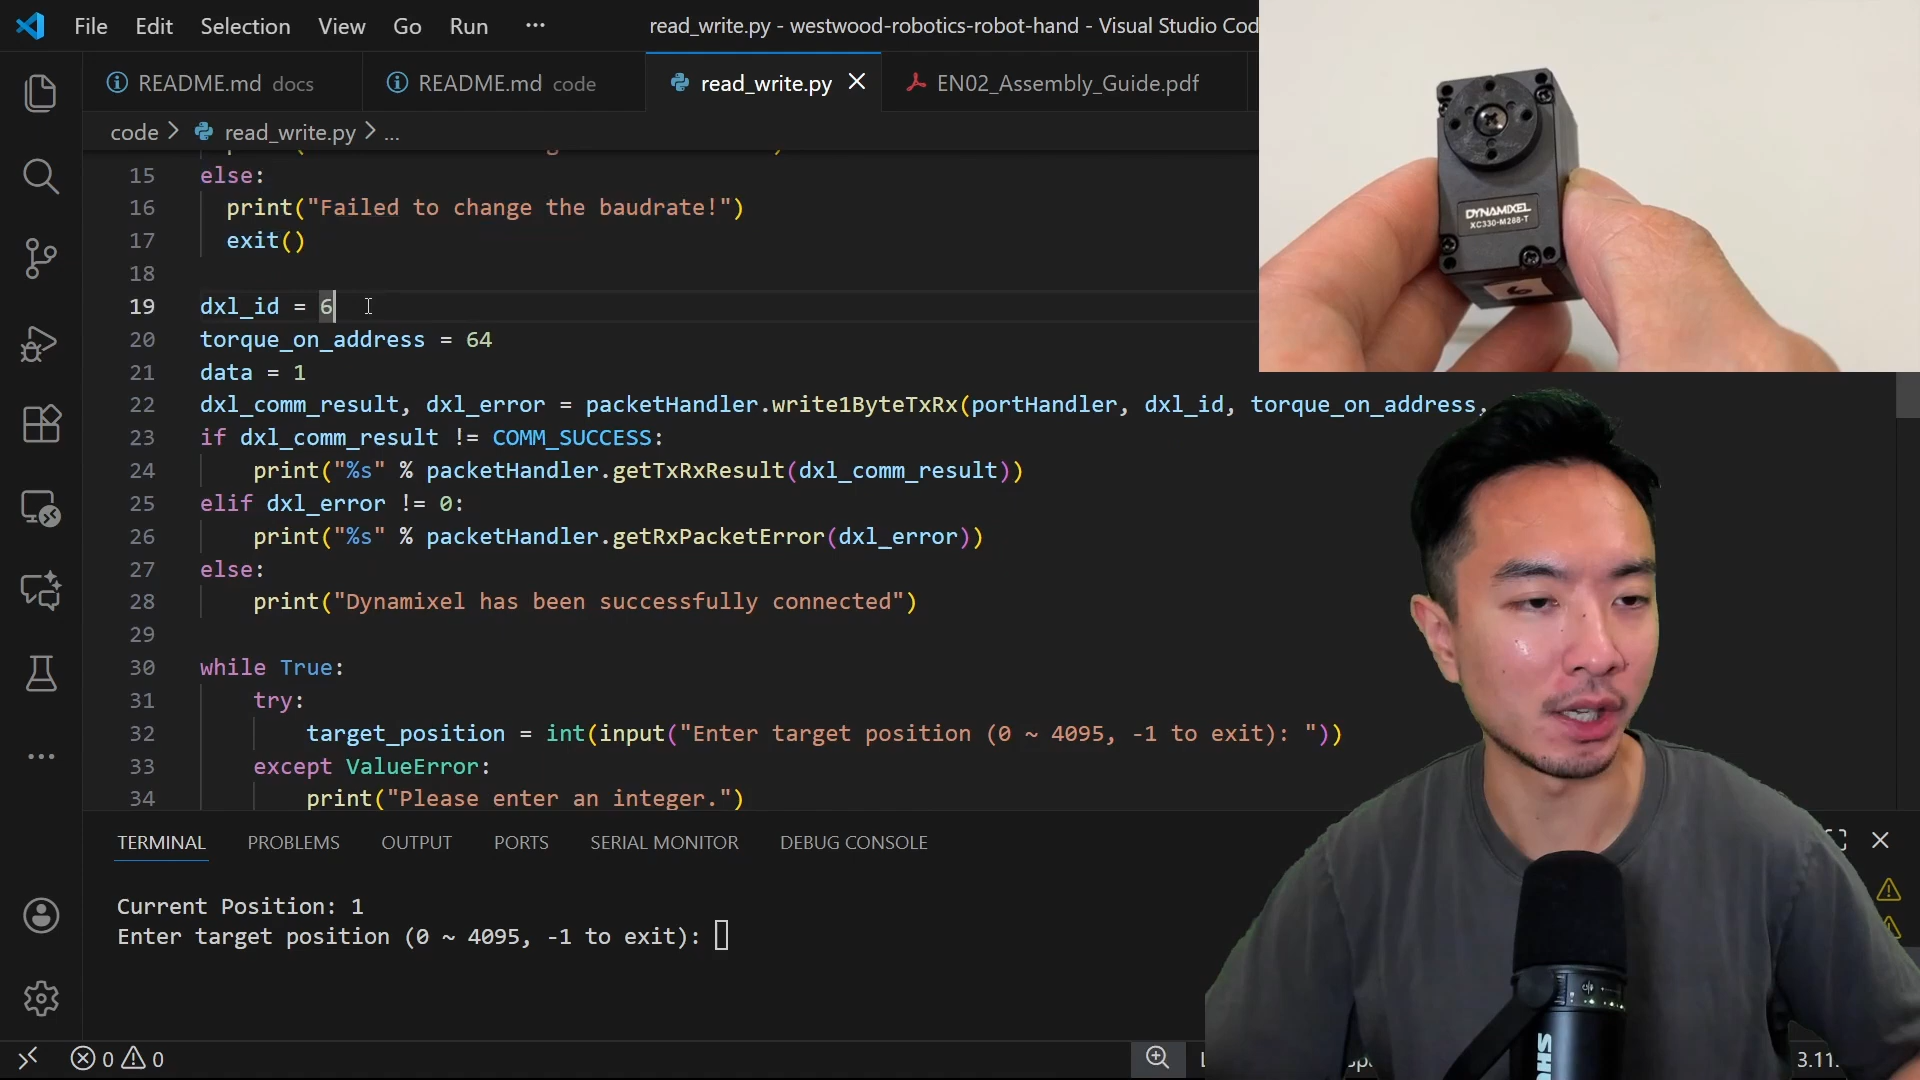 File Edit Selection View Go Run ···
read_write.py - westwood-robotics-robot-hand - Visual Studio Cod
README.md docs
README.md code
read_write.py
EN02_Assembly_Guide.pdf
code > read_write.py > ...
15 else:
16 print("Failed to change the baudrate!")
17 exit()
18
19 dxl_id = 6
20 torque_on_address = 64
21 data = 1
22 dxl_comm_result, dxl_error = packetHandler.write1ByteTxRx(portHandler, dxl_id, torque_on_address,
23 if dxl_comm_result != COMM_SUCCESS:
24 print("%s" % packetHandler.getTxRxResult(dxl_comm_result))
25 elif dxl_error != 0:
26 print("%s" % packetHandler.getRxPacketError(dxl_error))
27 else:
28 print("Dynamixel has been successfully connected")
29
30 while True:
31 try:
32 target_position = int(input("Enter target position (0 ~ 4095, -1 to exit): "))
33 except ValueError:
34 print("Please enter an integer.")
DYNAMIXEL
XC330-M288-T
6
TERMINAL PROBLEMS OUTPUT PORTS SERIAL MONITOR DEBUG CONSOLE
Current Position: 1
Enter target position (0 ~ 4095, -1 to exit):
0 0
3.11.